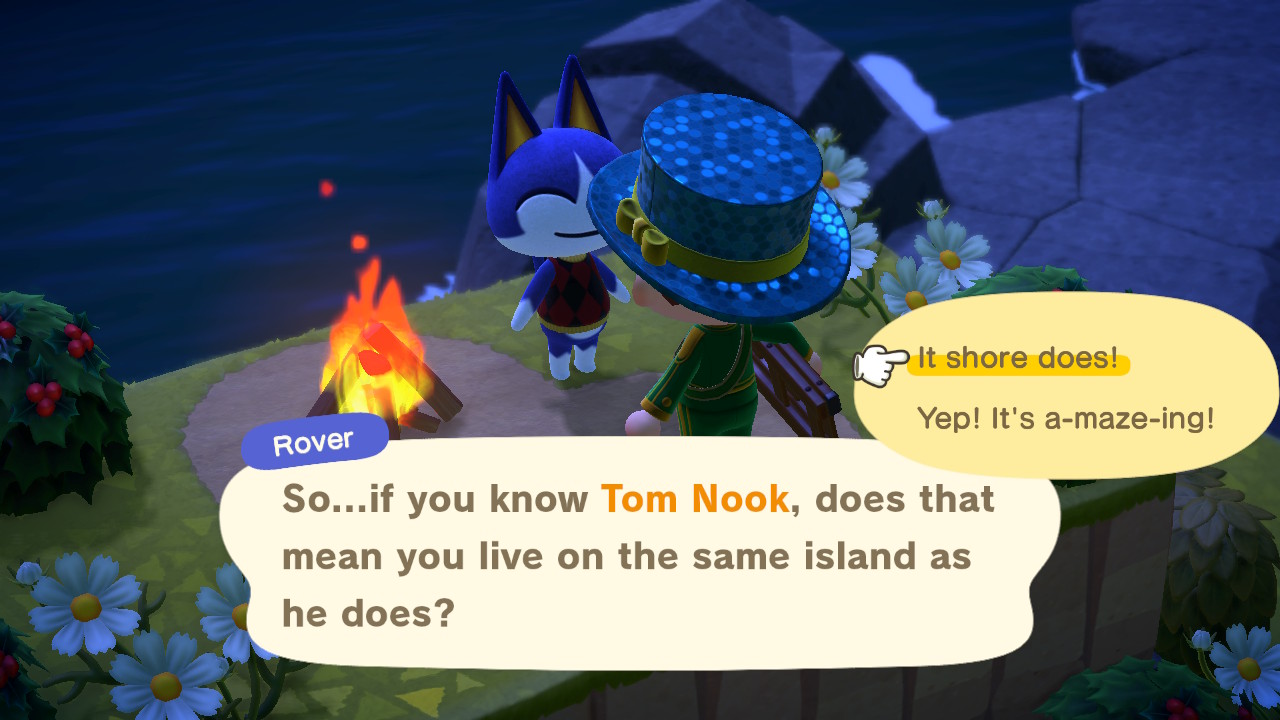 It shore does!
Yep! It's a-maze-ing!
Rover
So...if you know Tom Nook, does that
mean you live on the same island as
he does?